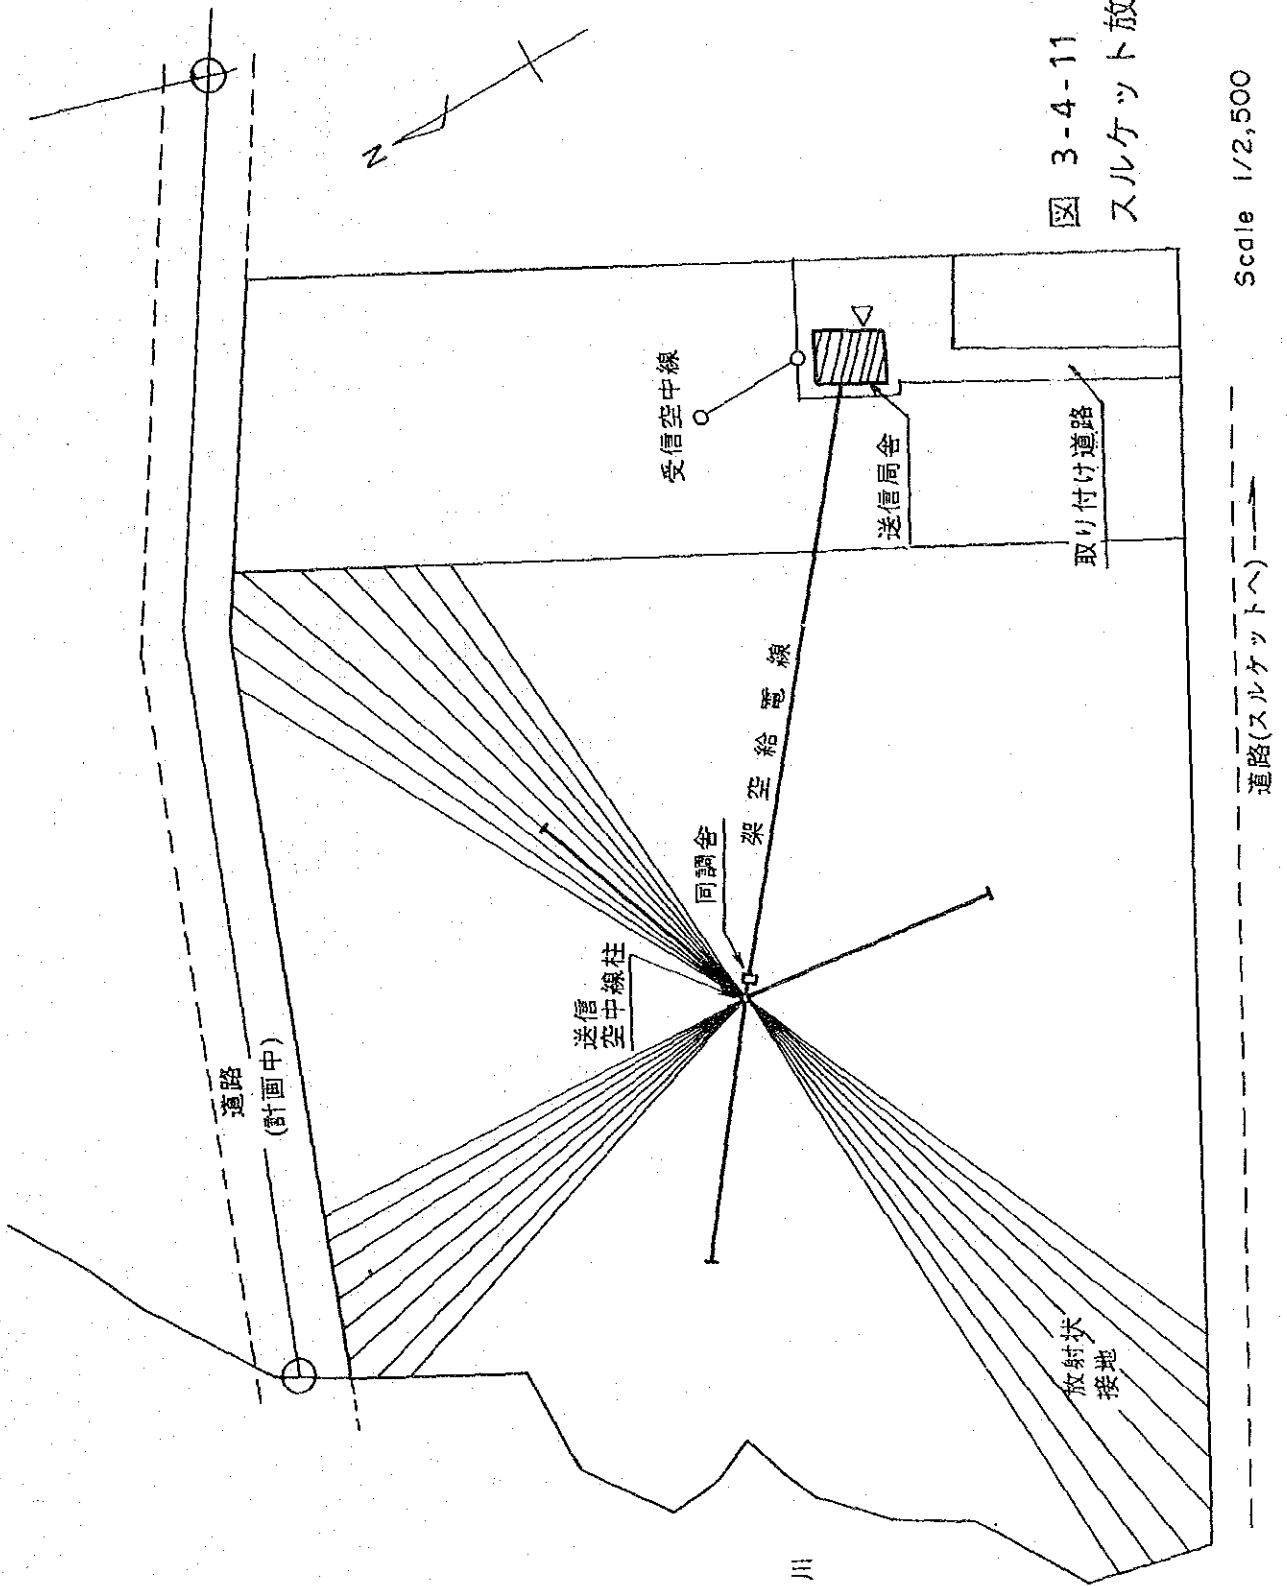 道路
(計画中)
N
受信空中線
送信局舎
取り付け道路
架空給電線
同調舎
送信
空中線柱
放射状
接地
川
道路(スルケットへ)
図 3-4-11
スルケット放
Scale 1/2,500